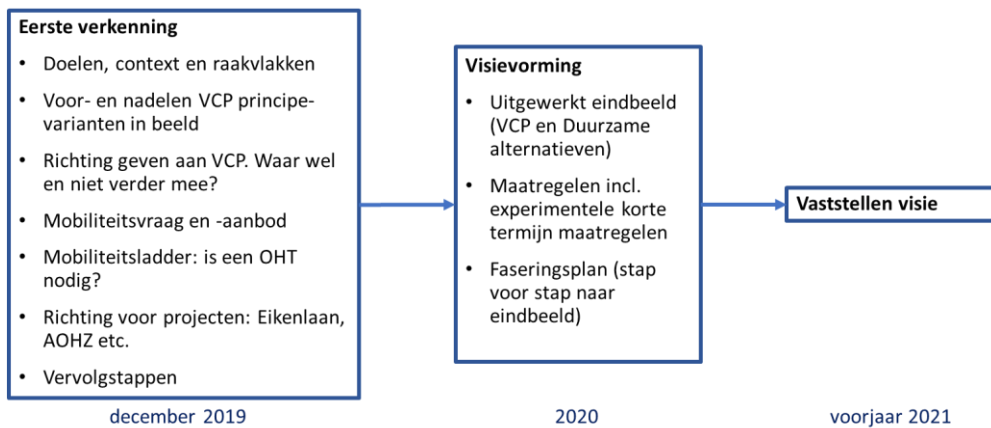 Eerste verkenning
• Doelen, context en raakvlakken
• Voor- en nadelen VCP principe-
varianten in beeld
• Richting geven aan VCP. Waar wel
en niet verder mee?
• Mobiliteitsvraag en -aanbod
• Mobiliteitsladder: is een OHT
nodig?
• Richting voor projecten: Eikenlaan,
AOHZ etc.
• Vervolgstappen
december 2019
Visievorming
• Uitgewerkt eindbeeld
(VCP en Duurzame
alternatieven)
• Maatregelen incl.
experimentele korte
termijn maatregelen
• Faseringsplan (stap
voor stap naar
eindbeeld)
2020
Vaststellen visie
voorjaar 2021